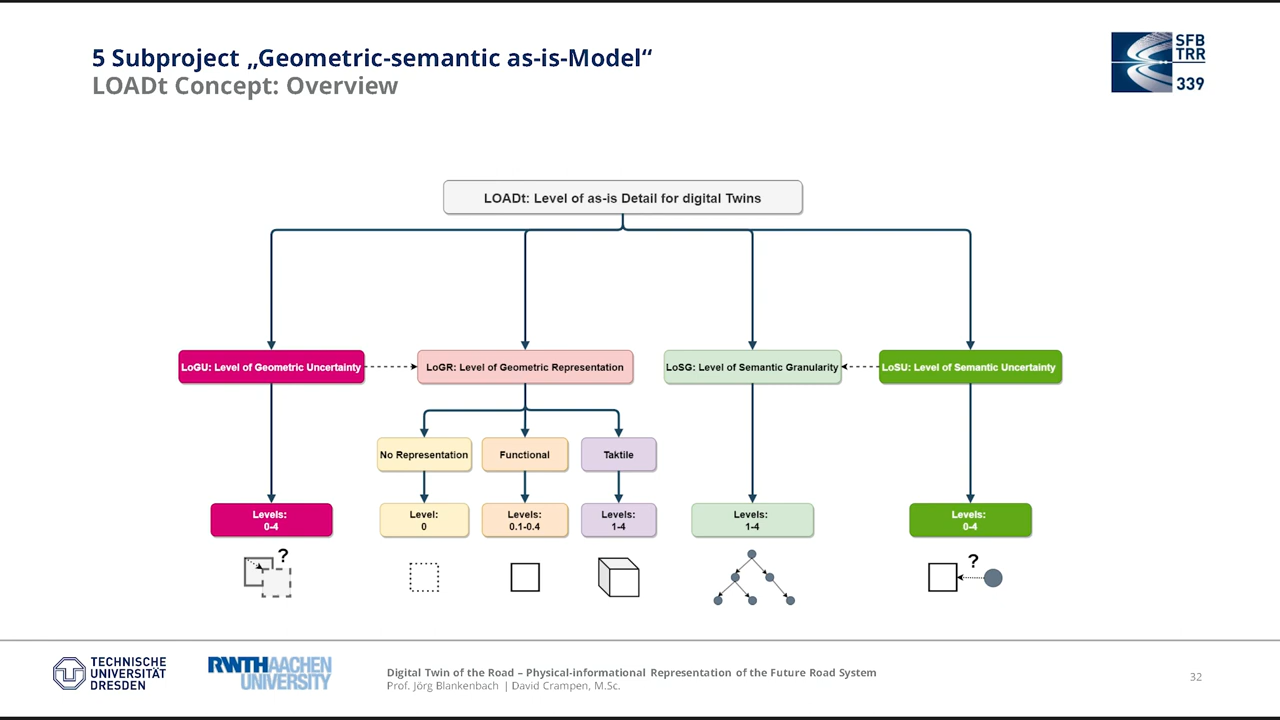 5 Subproject „Geometric-semantic as-is-Model“
LOADt Concept: Overview
SFB
TRR
339
LOADt: Level of as-is Detail for digital Twins
LoGU: Level of Geometric Uncertainty
LoGR: Level of Geometric Representation
LoSG: Level of Semantic Granularity
LoSU: Level of Semantic Uncertainty
No Representation
Functional
Taktile
Levels:
0-4
Level:
0
Levels:
0.1-0.4
Levels:
1-4
Levels:
1-4
Levels:
0-4
?
?
TECHNISCHE
UNIVERSITÄT
DRESDEN
RWTHAACHEN
UNIVERSITY
Digital Twin of the Road – Physical-informational Representation of the Future Road System
Prof. Jörg Blankenbach | David Crampen, M.Sc.
32